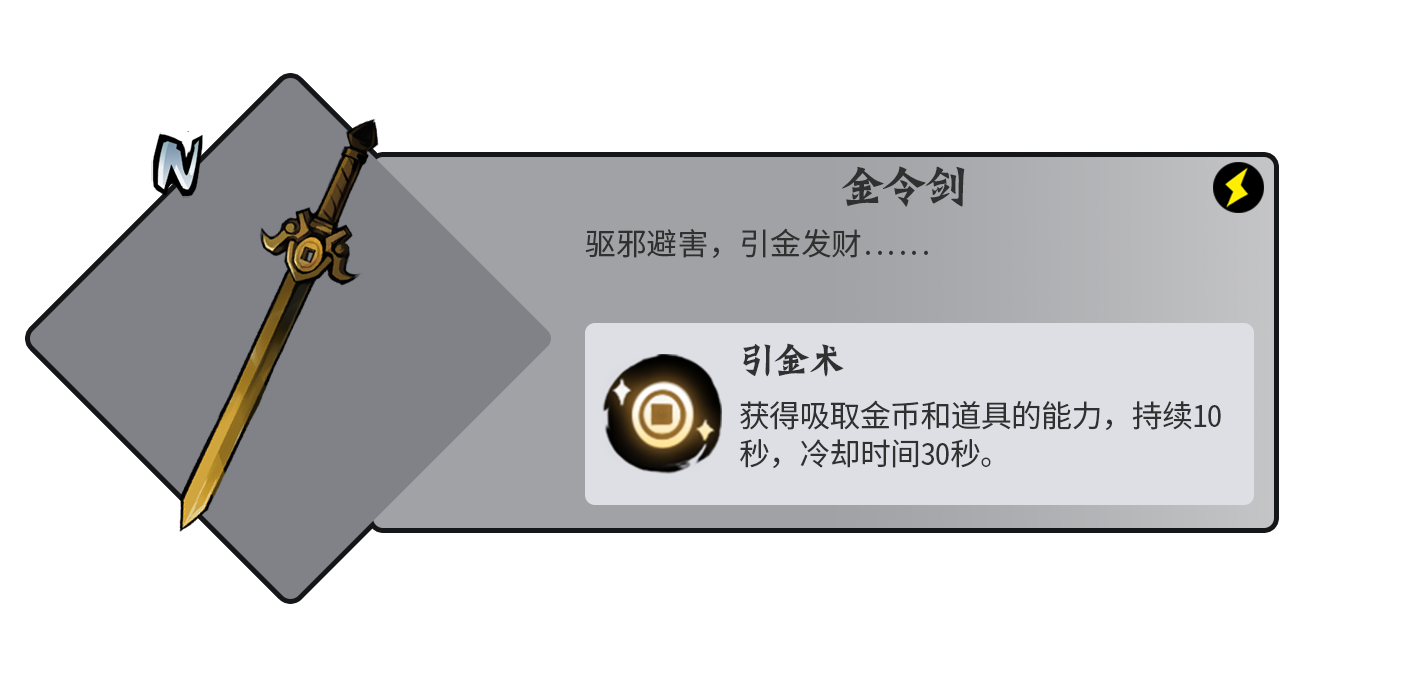 N
金令剑
驱邪避害，引金发财……
引金术
获得吸取金币和道具的能力，持续10
秒，冷却时间30秒。